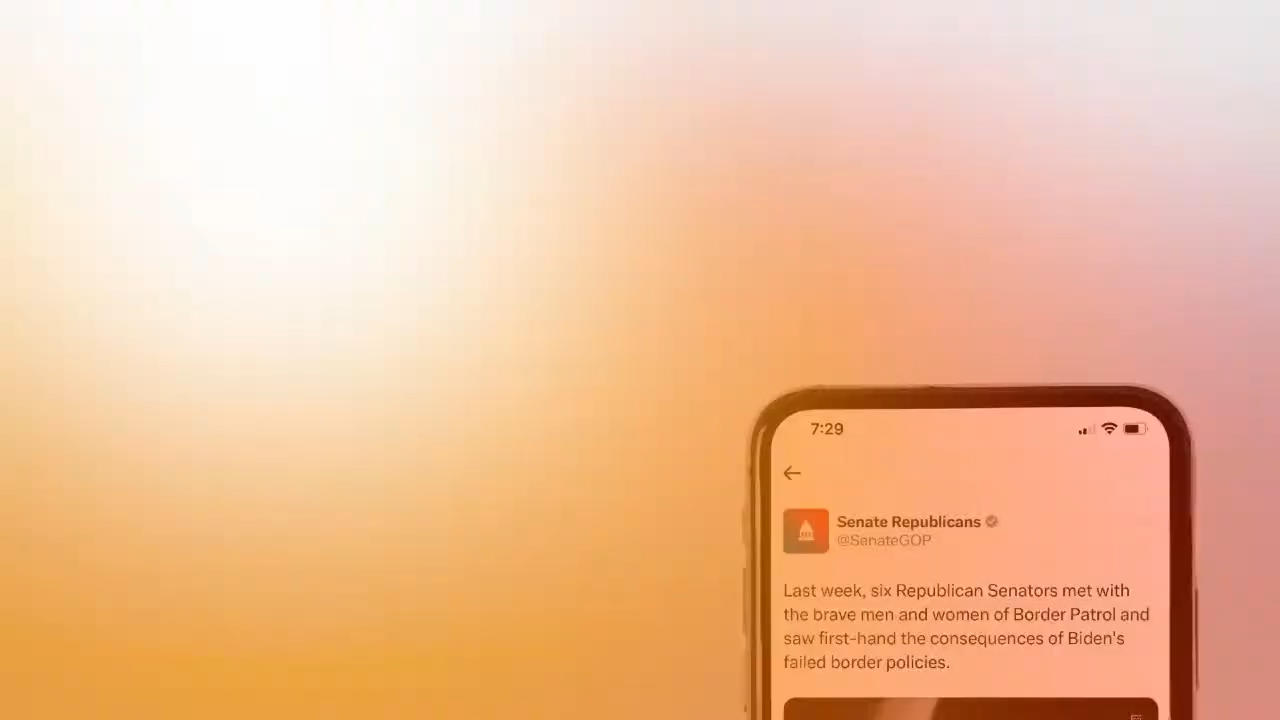 7:29
Senate Republicans
@SenateGOP
Last week, six Republican Senators met with
the brave men and women of Border Patrol and
saw first-hand the consequences of Biden's
failed border policies.